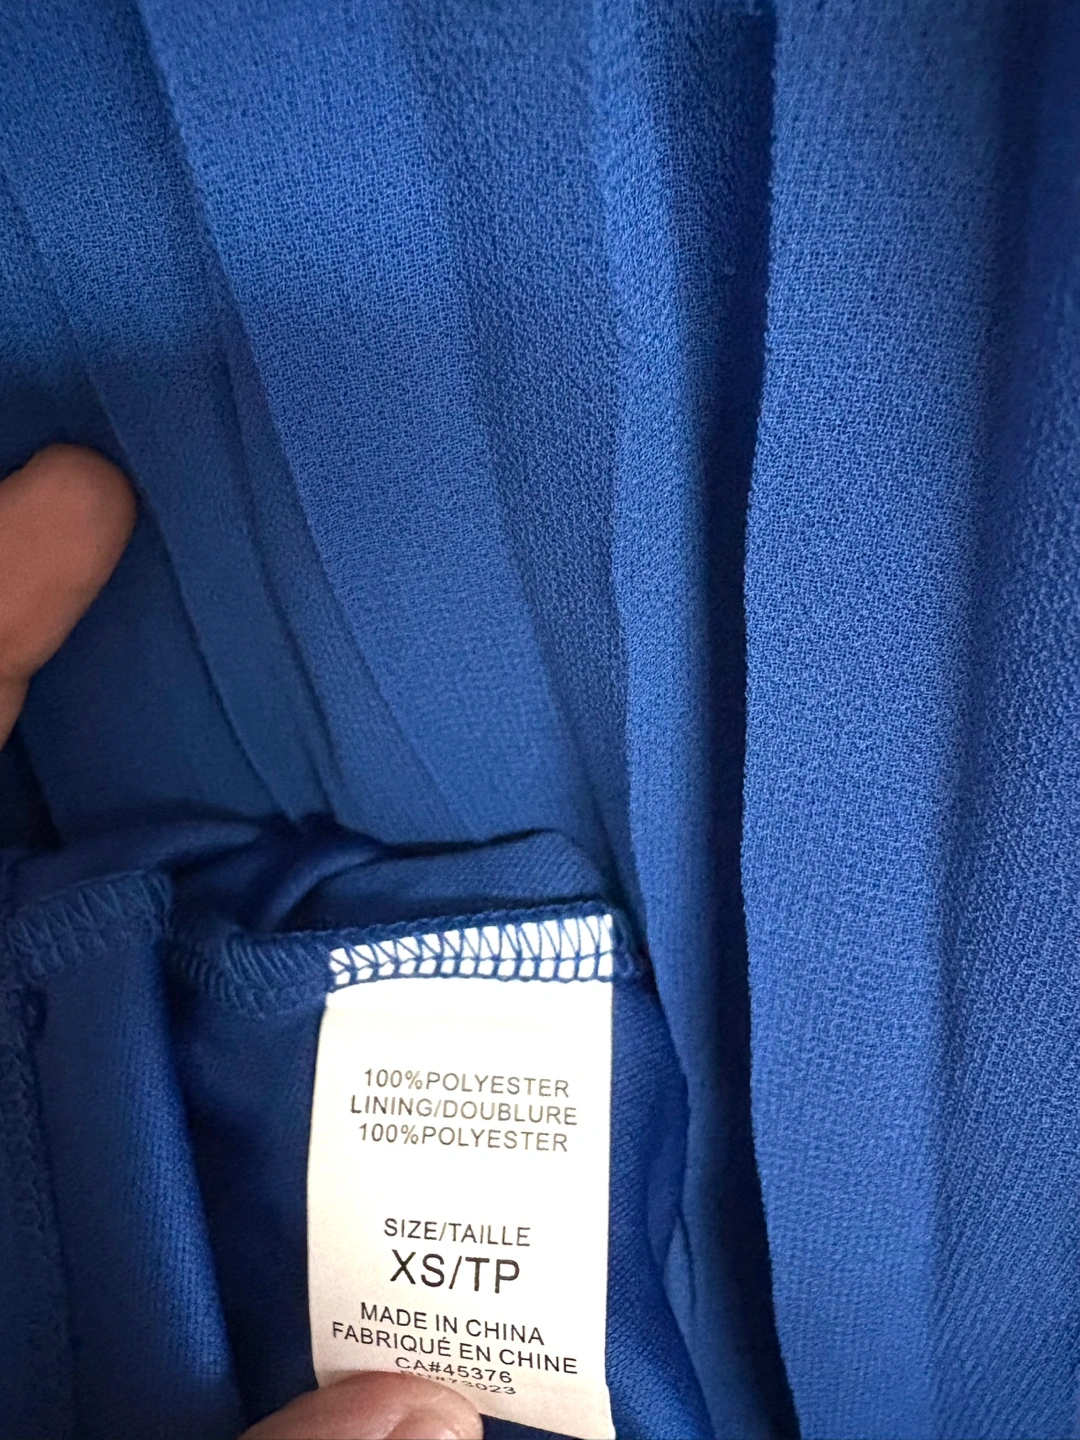 100%POLYESTER
LINING/DOUBLURE
100%POLYESTER
SIZE/TAILLE
XS/TP
MADE IN CHINA
FABRIQUÉ EN CHINE
CA#45376